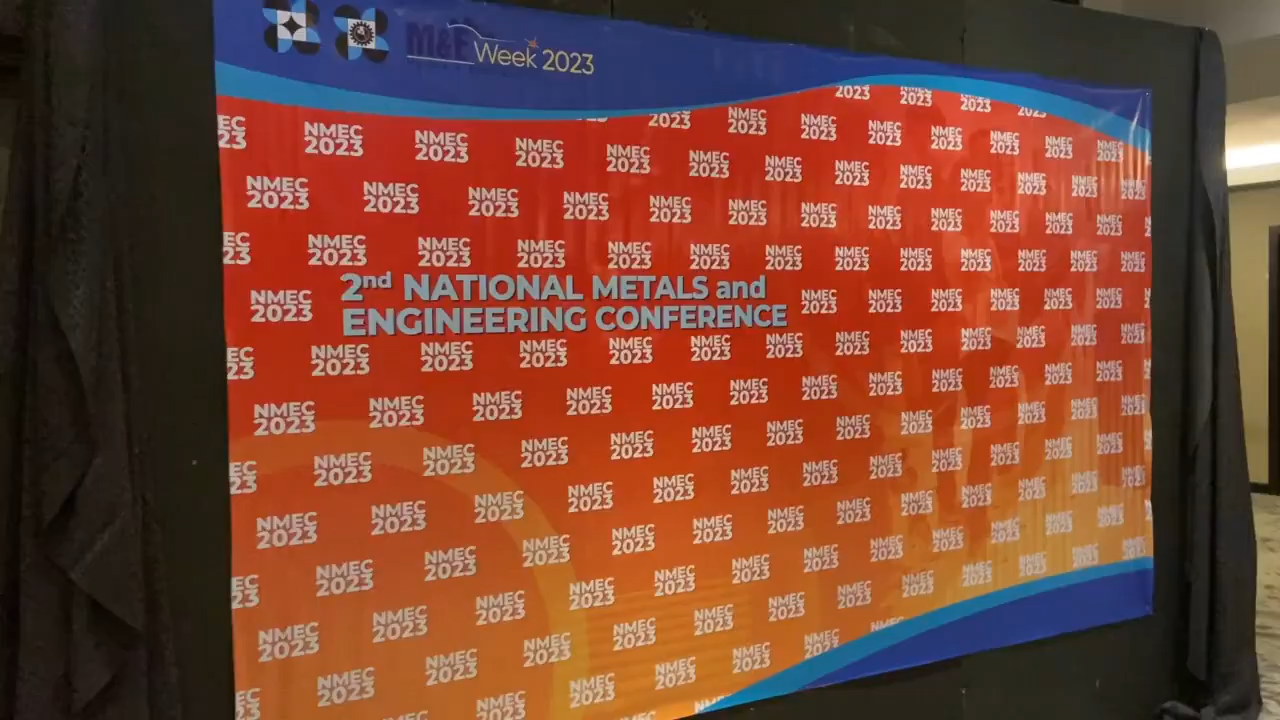 M&E Week 2023
2nd NATIONAL METALS and
ENGINEERING CONFERENCE
NMEC
2023